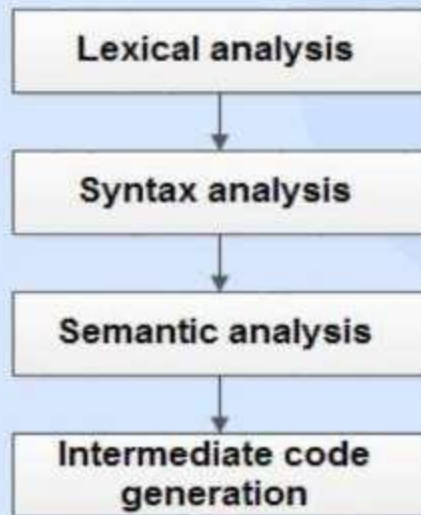 Lexical analysis
Syntax analysis
Semantic analysis
Intermediate code
generation